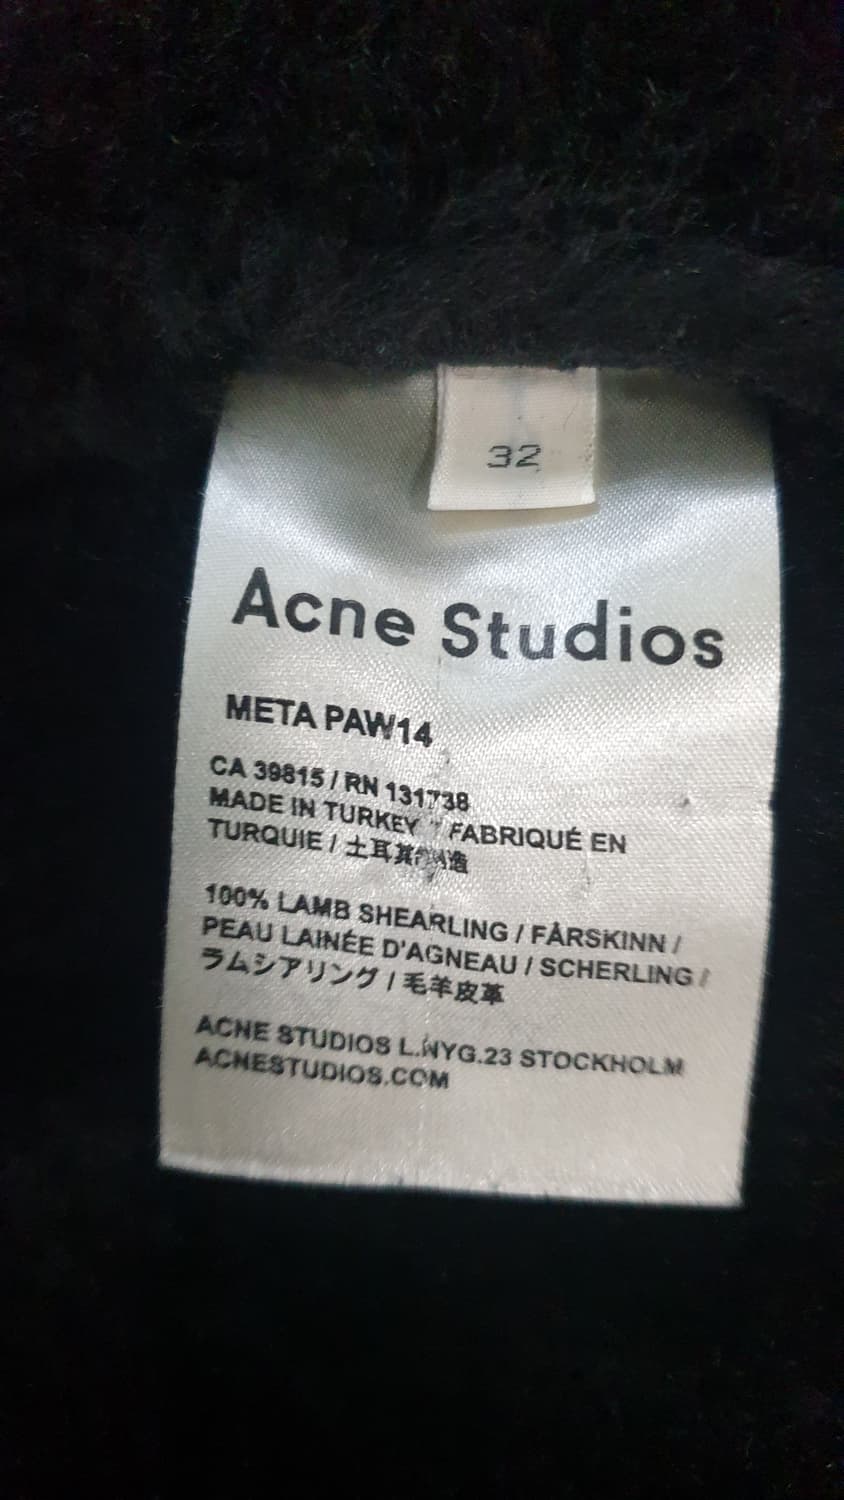 32
Acne Studios
META PAW14
CA 39815 / RN 131738
MADE IN TURKEY / FABRIQUÉ EN
TURQUIE / 土耳其 造
100% LAMB SHEARLING / FÅRSKINN /
PEAU LAINÉE D'AGNEAU / SCHERLING /
ラムシアリング / 毛羊皮革
ACNE STUDIOS L.NYG.23 STOCKHOLM
ACNESTUDIOS.COM